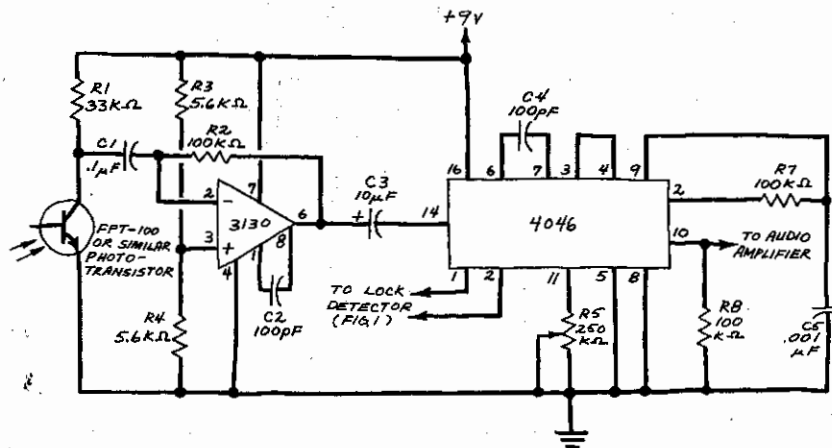 +9V
R1
33KΩ
R3
5.6KΩ
R2
100KΩ
C1
.1µF
C4
100pF
16
6
7
3
4
9
R7
100KΩ
2
7
2
-
3130
6
C3
10µF
+
14
4046
10
TO AUDIO
AMPLIFIER
3
+
4
1
8
FPT-100
OR SIMILAR
PHOTO-
TRANSISTOR
C2
100pF
TO LOCK
DETECTOR
(FIG.1)
1
2
11
5
8
R5
250
KΩ
R8
100
KΩ
C5
.001
µF
R4
5.6KΩ